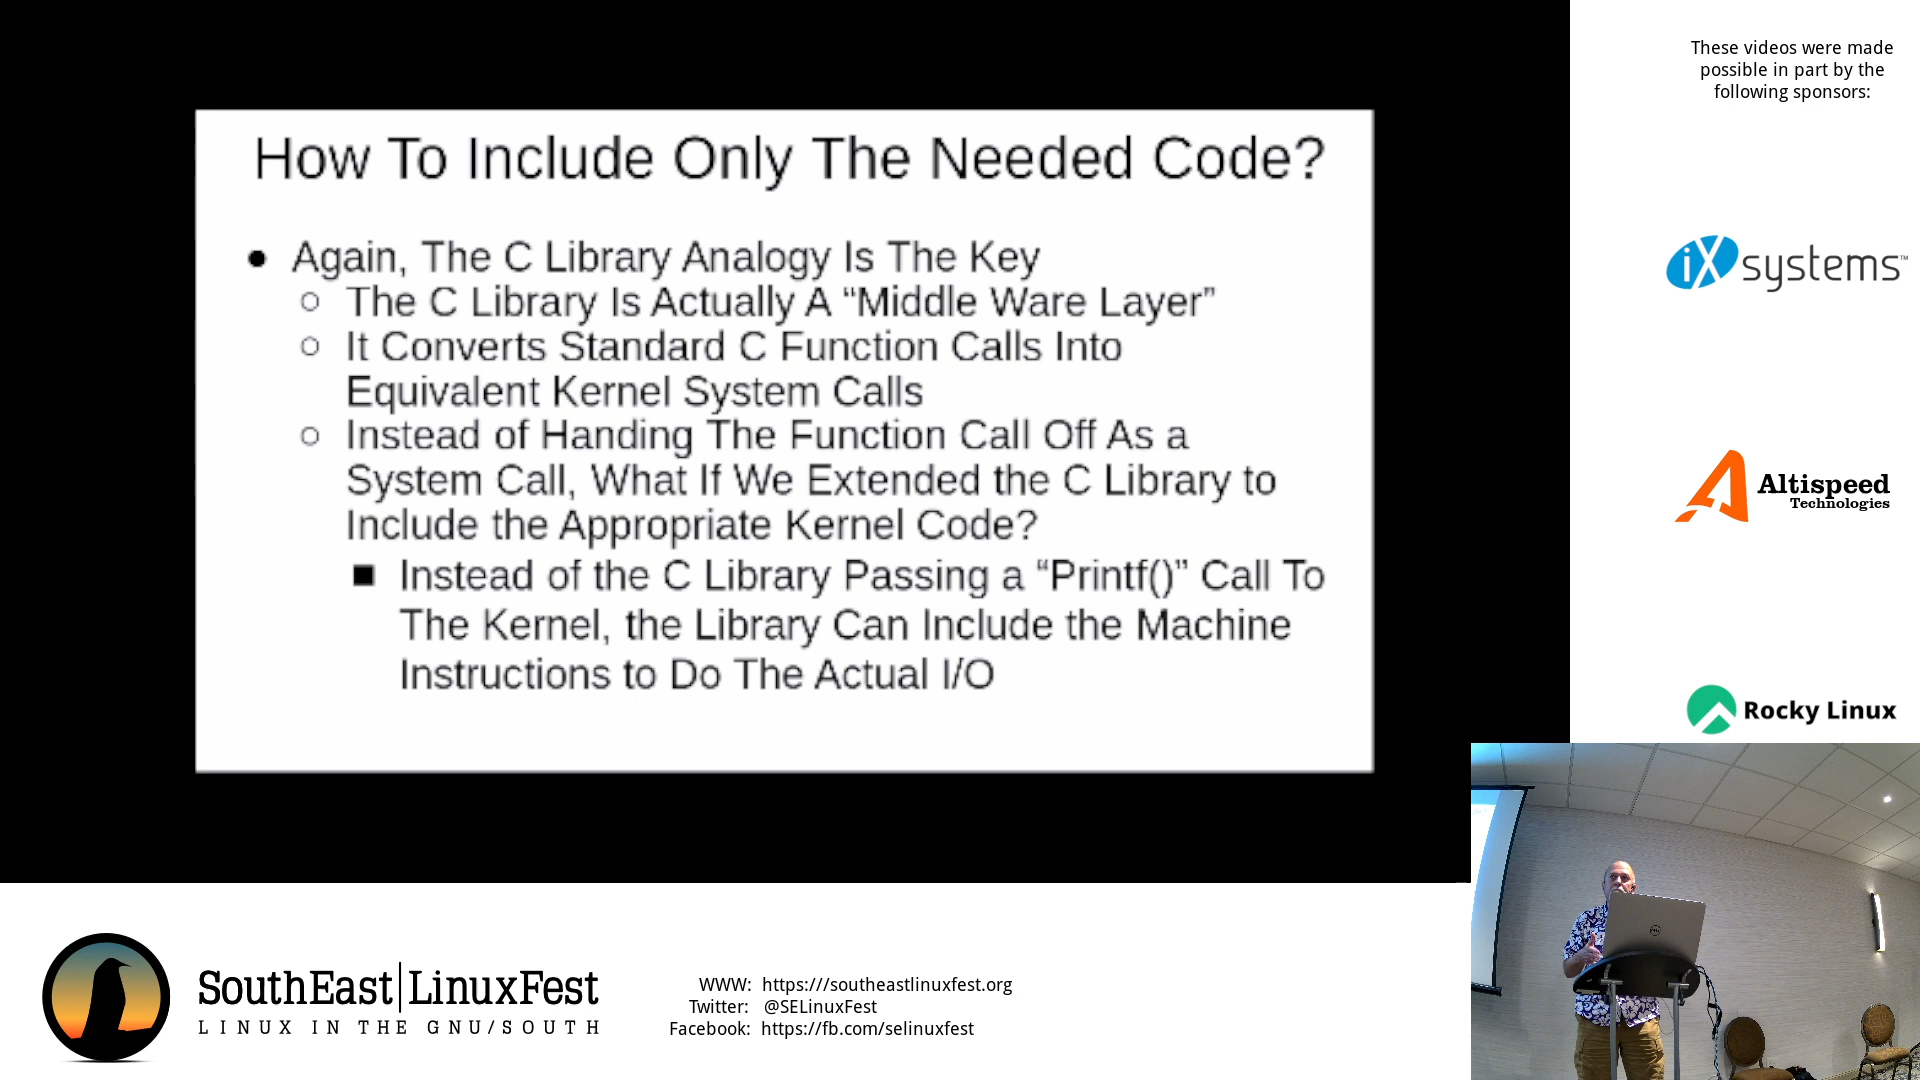 How To Include Only The Needed Code?
● Again, The C Library Analogy Is The Key
○ The C Library Is Actually A “Middle Ware Layer”
○ It Converts Standard C Function Calls Into
Equivalent Kernel System Calls
○ Instead of Handing The Function Call Off As a
System Call, What If We Extended the C Library to
Include the Appropriate Kernel Code?
■ Instead of the C Library Passing a “Printf()” Call To
The Kernel, the Library Can Include the Machine
Instructions to Do The Actual I/O
These videos were made
possible in part by the
following sponsors:
iXsystems™
Altispeed
Technologies
Rocky Linux
DELL
SouthEast|LinuxFest
LINUX IN THE GNU/SOUTH
WWW: https:///southeastlinuxfest.org
Twitter: @SELinuxFest
Facebook: https://fb.com/selinuxfest